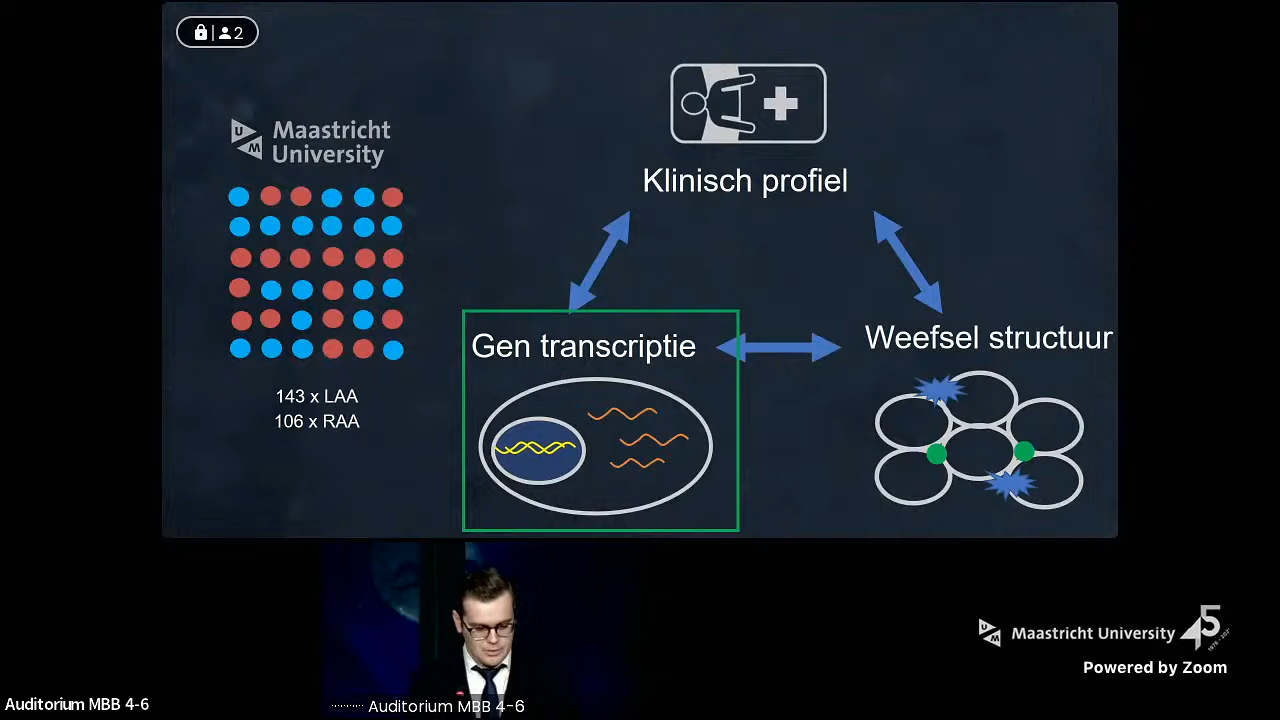 2
Maastricht
University
Klinisch profiel
Gen transcriptie
Weefsel structuur
143 x LAA
106 x RAA
Maastricht University
45
Powered by Zoom
Auditorium MBB 4-6
Auditorium MBB 4-6